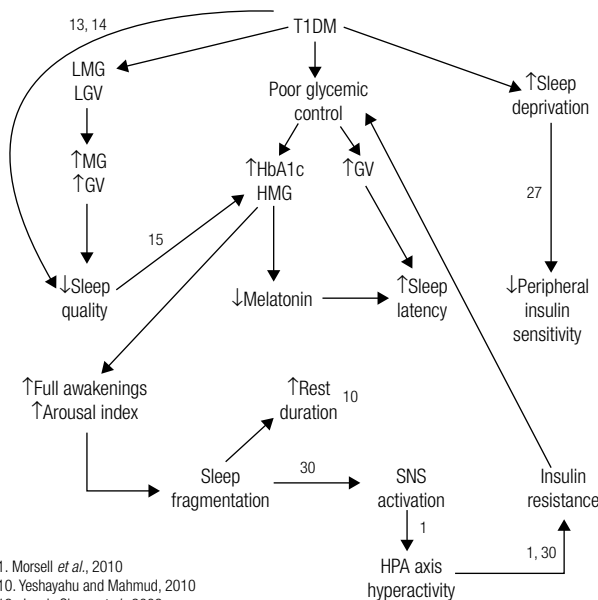 13, 14
T1DM
LMG
LGV
Poor glycemic
control
↑Sleep
deprivation
↑MG
↑GV
↑HbA1c
HMG
↑GV
27
15
↓Sleep
quality
↓Melatonin
↑Sleep
latency
↓Peripheral
insulin
sensitivity
↑Full awakenings
↑Arousal index
↑Rest
duration
10
Sleep
fragmentation
30
SNS
activation
Insulin
resistance
1
HPA axis
hyperactivity
1, 30
1. Morsell et al., 2010
10. Yeshayahu and Mahmud, 2010